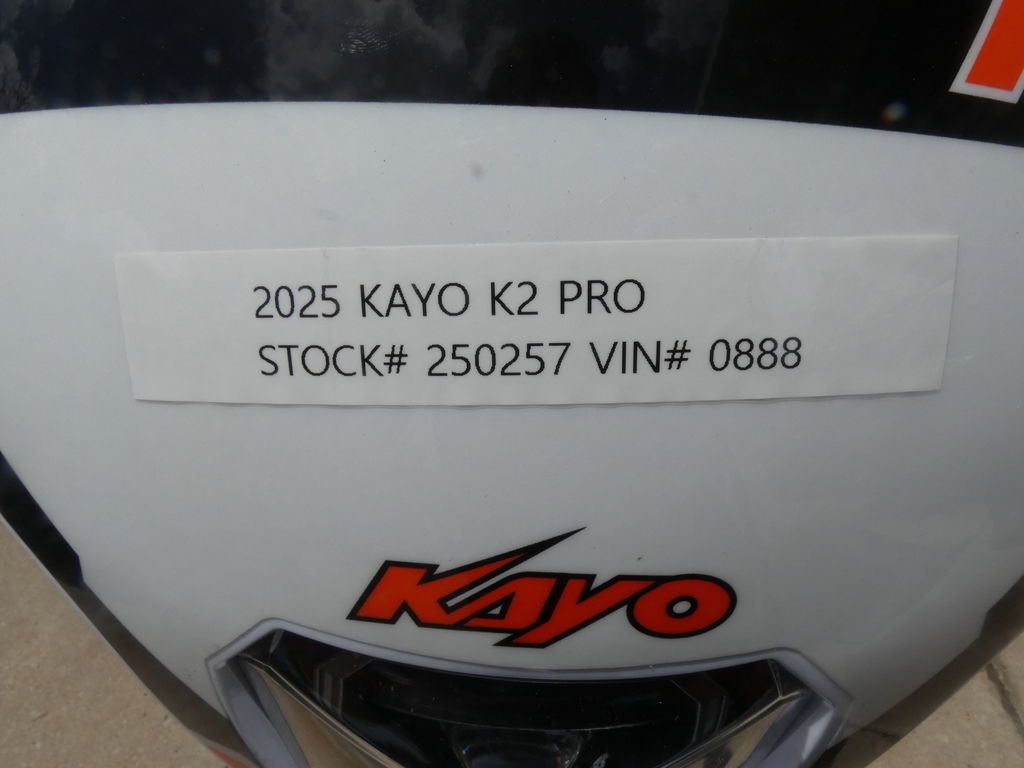 2025 KAYO K2 PRO
STOCK# 250257 VIN# 0888
KAYO